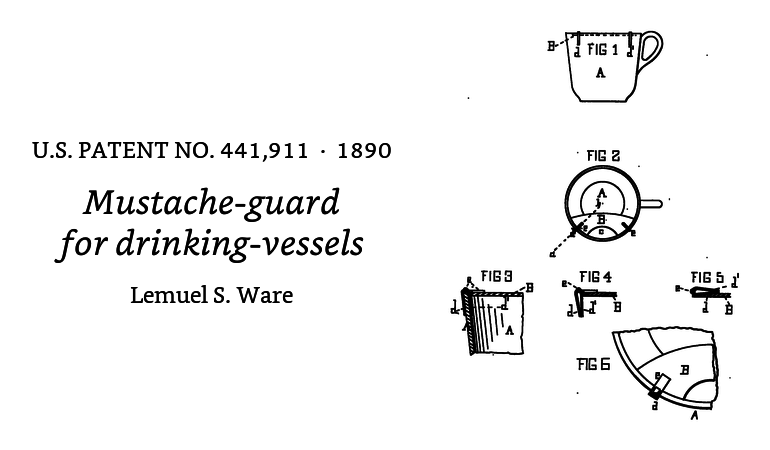 U.S. PATENT NO. 441,911 · 1890
Mustache-guard
for drinking-vessels
Lemuel S. Ware
FIG 1
B
d
d
A
FIG 2
A
b
B
e
c
e
a
FIG 3
e
B
d
d'
A
FIG 4
e
d
d'
B
FIG 5
e
d'
d
B
FIG 6
e
B
d
A